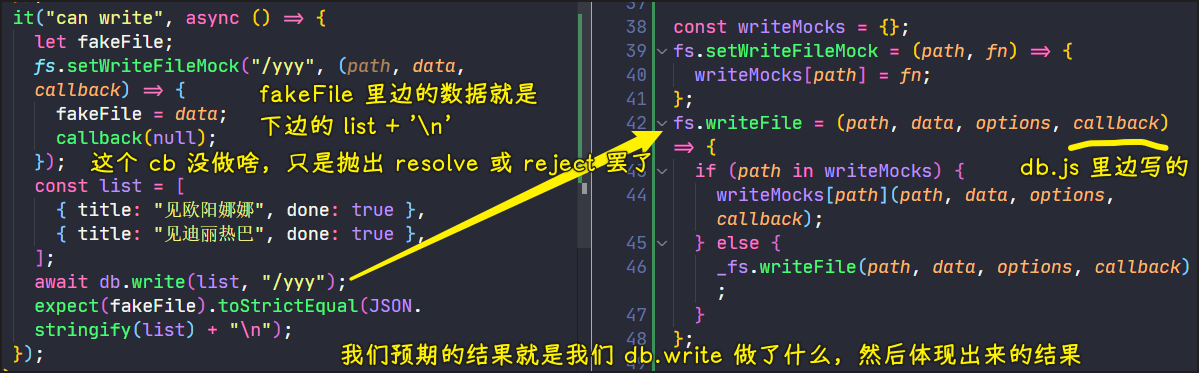 it("can write", async () => {
let fakeFile;
fs.setWriteFileMock("/yyy", (path, data,
callback) => {
fakeFile = data;
callback(null);
});
const list = [
{ title: "见欧阳娜娜", done: true },
{ title: "见迪丽热巴", done: true },
];
await db.write(list, "/yyy");
expect(fakeFile).toStrictEqual(JSON.
stringify(list) + "\n");
});
fakeFile 里边的数据就是
下边的 list + '\n'
这个 cb 没做啥，只是抛出 resolve 或 reject 罢了
37
38 const writeMocks = {};
39 fs.setWriteFileMock = (path, fn) => {
40 writeMocks[path] = fn;
41 };
42 fs.writeFile = (path, data, options, callback)
=> {
43 if (path in writeMocks) {
44 writeMocks[path](path, data, options,
callback);
45 } else {
46 _fs.writeFile(path, data, options, callback)
;
47 }
48 };
db.js 里边写的
我们预期的结果就是我们 db.write 做了什么，然后体现出来的结果